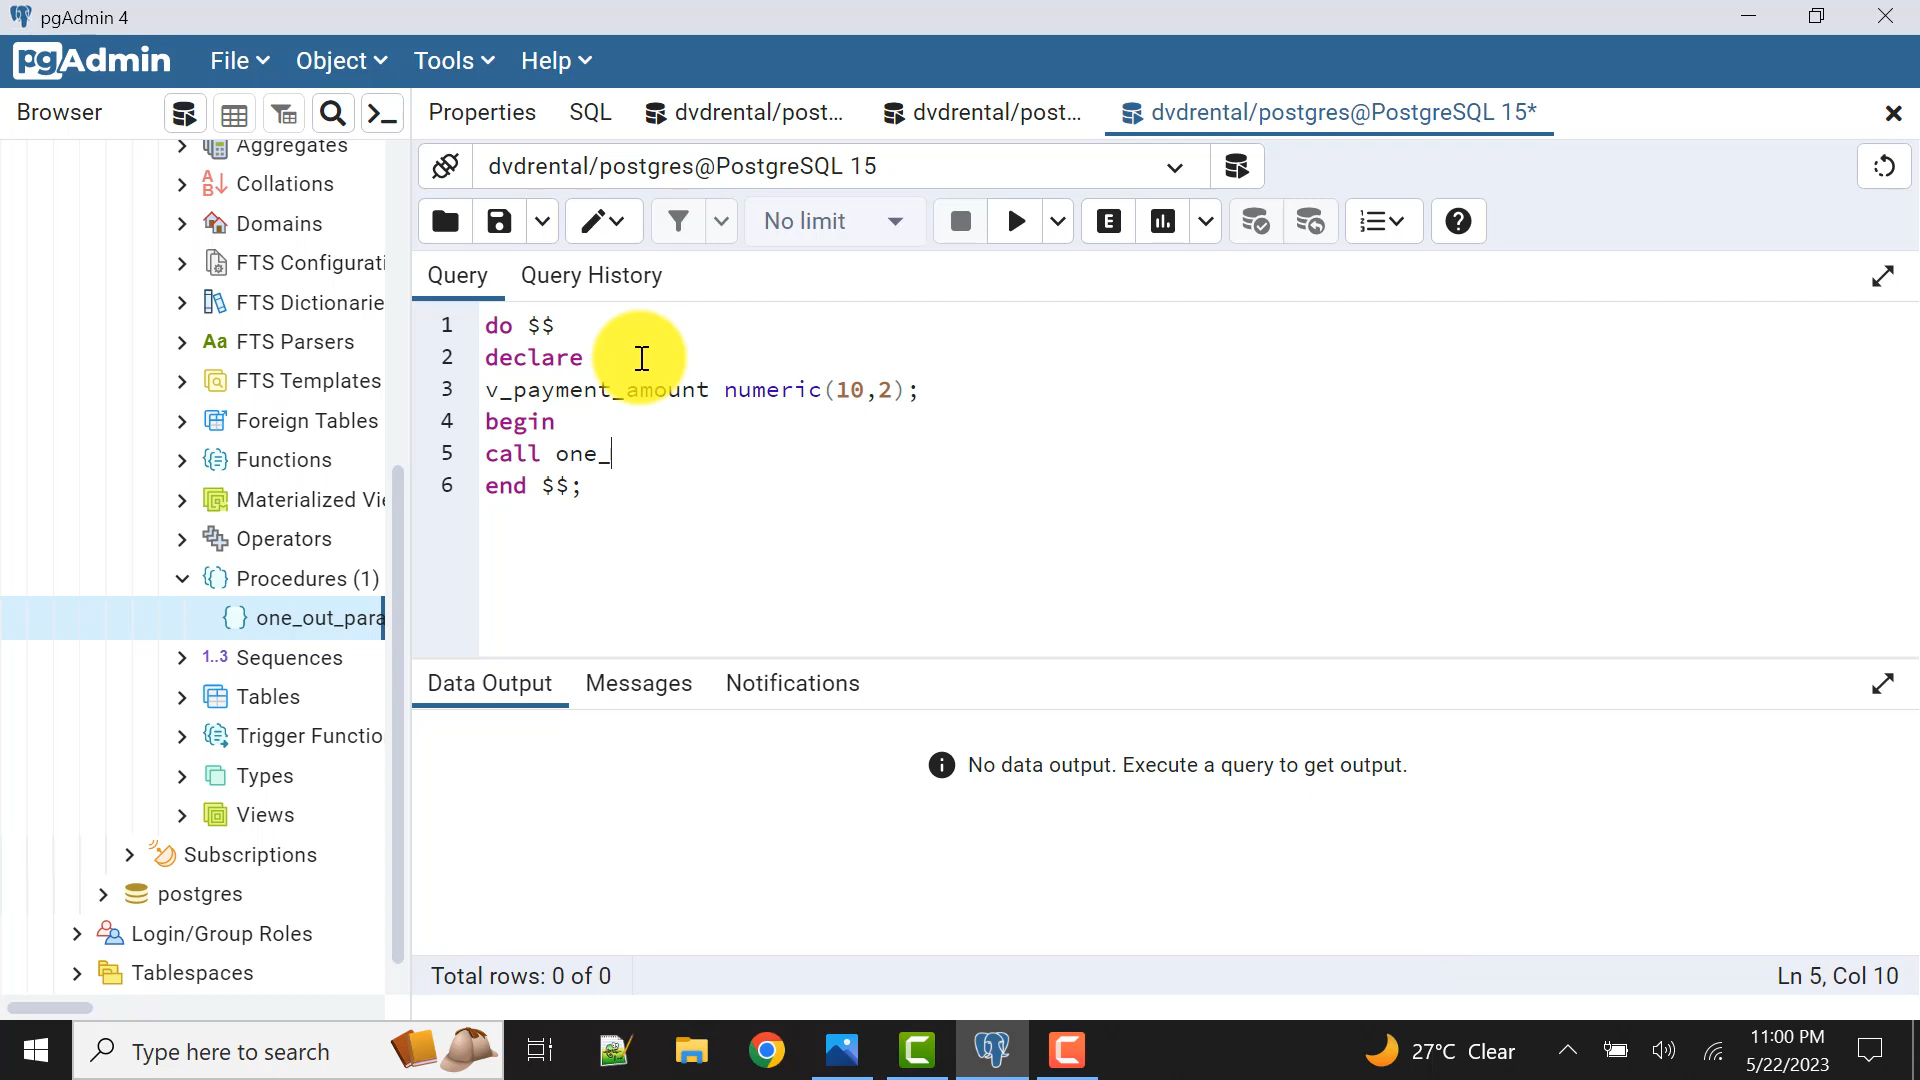 pgAdmin 4
pgAdmin File Object Tools Help
Browser
Properties SQL dvdrental/post... dvdrental/post... dvdrental/postgres@PostgreSQL 15*
dvdrental/postgres@PostgreSQL 15
No limit
E
Query Query History
1 do $$
2 declare
3 v_payment_amount numeric(10,2);
4 begin
5 call one_
6 end $$;
Aggregates
Collations
Domains
FTS Configurati
FTS Dictionarie
Aa FTS Parsers
FTS Templates
Foreign Tables
Functions
Materialized Vie
Operators
Procedures (1)
one_out_para
1..3 Sequences
Tables
Trigger Functio
Types
Views
Subscriptions
postgres
Login/Group Roles
Tablespaces
Data Output Messages Notifications
No data output. Execute a query to get output.
Total rows: 0 of 0
Ln 5, Col 10
Type here to search
27°C Clear
11:00 PM
5/22/2023